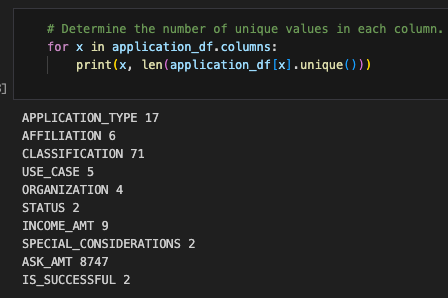 # Determine the number of unique values in each column.
for x in application_df.columns:
    print(x, len(application_df[x].unique()))
]
APPLICATION_TYPE 17
AFFILIATION 6
CLASSIFICATION 71
USE_CASE 5
ORGANIZATION 4
STATUS 2
INCOME_AMT 9
SPECIAL_CONSIDERATIONS 2
ASK_AMT 8747
IS_SUCCESSFUL 2